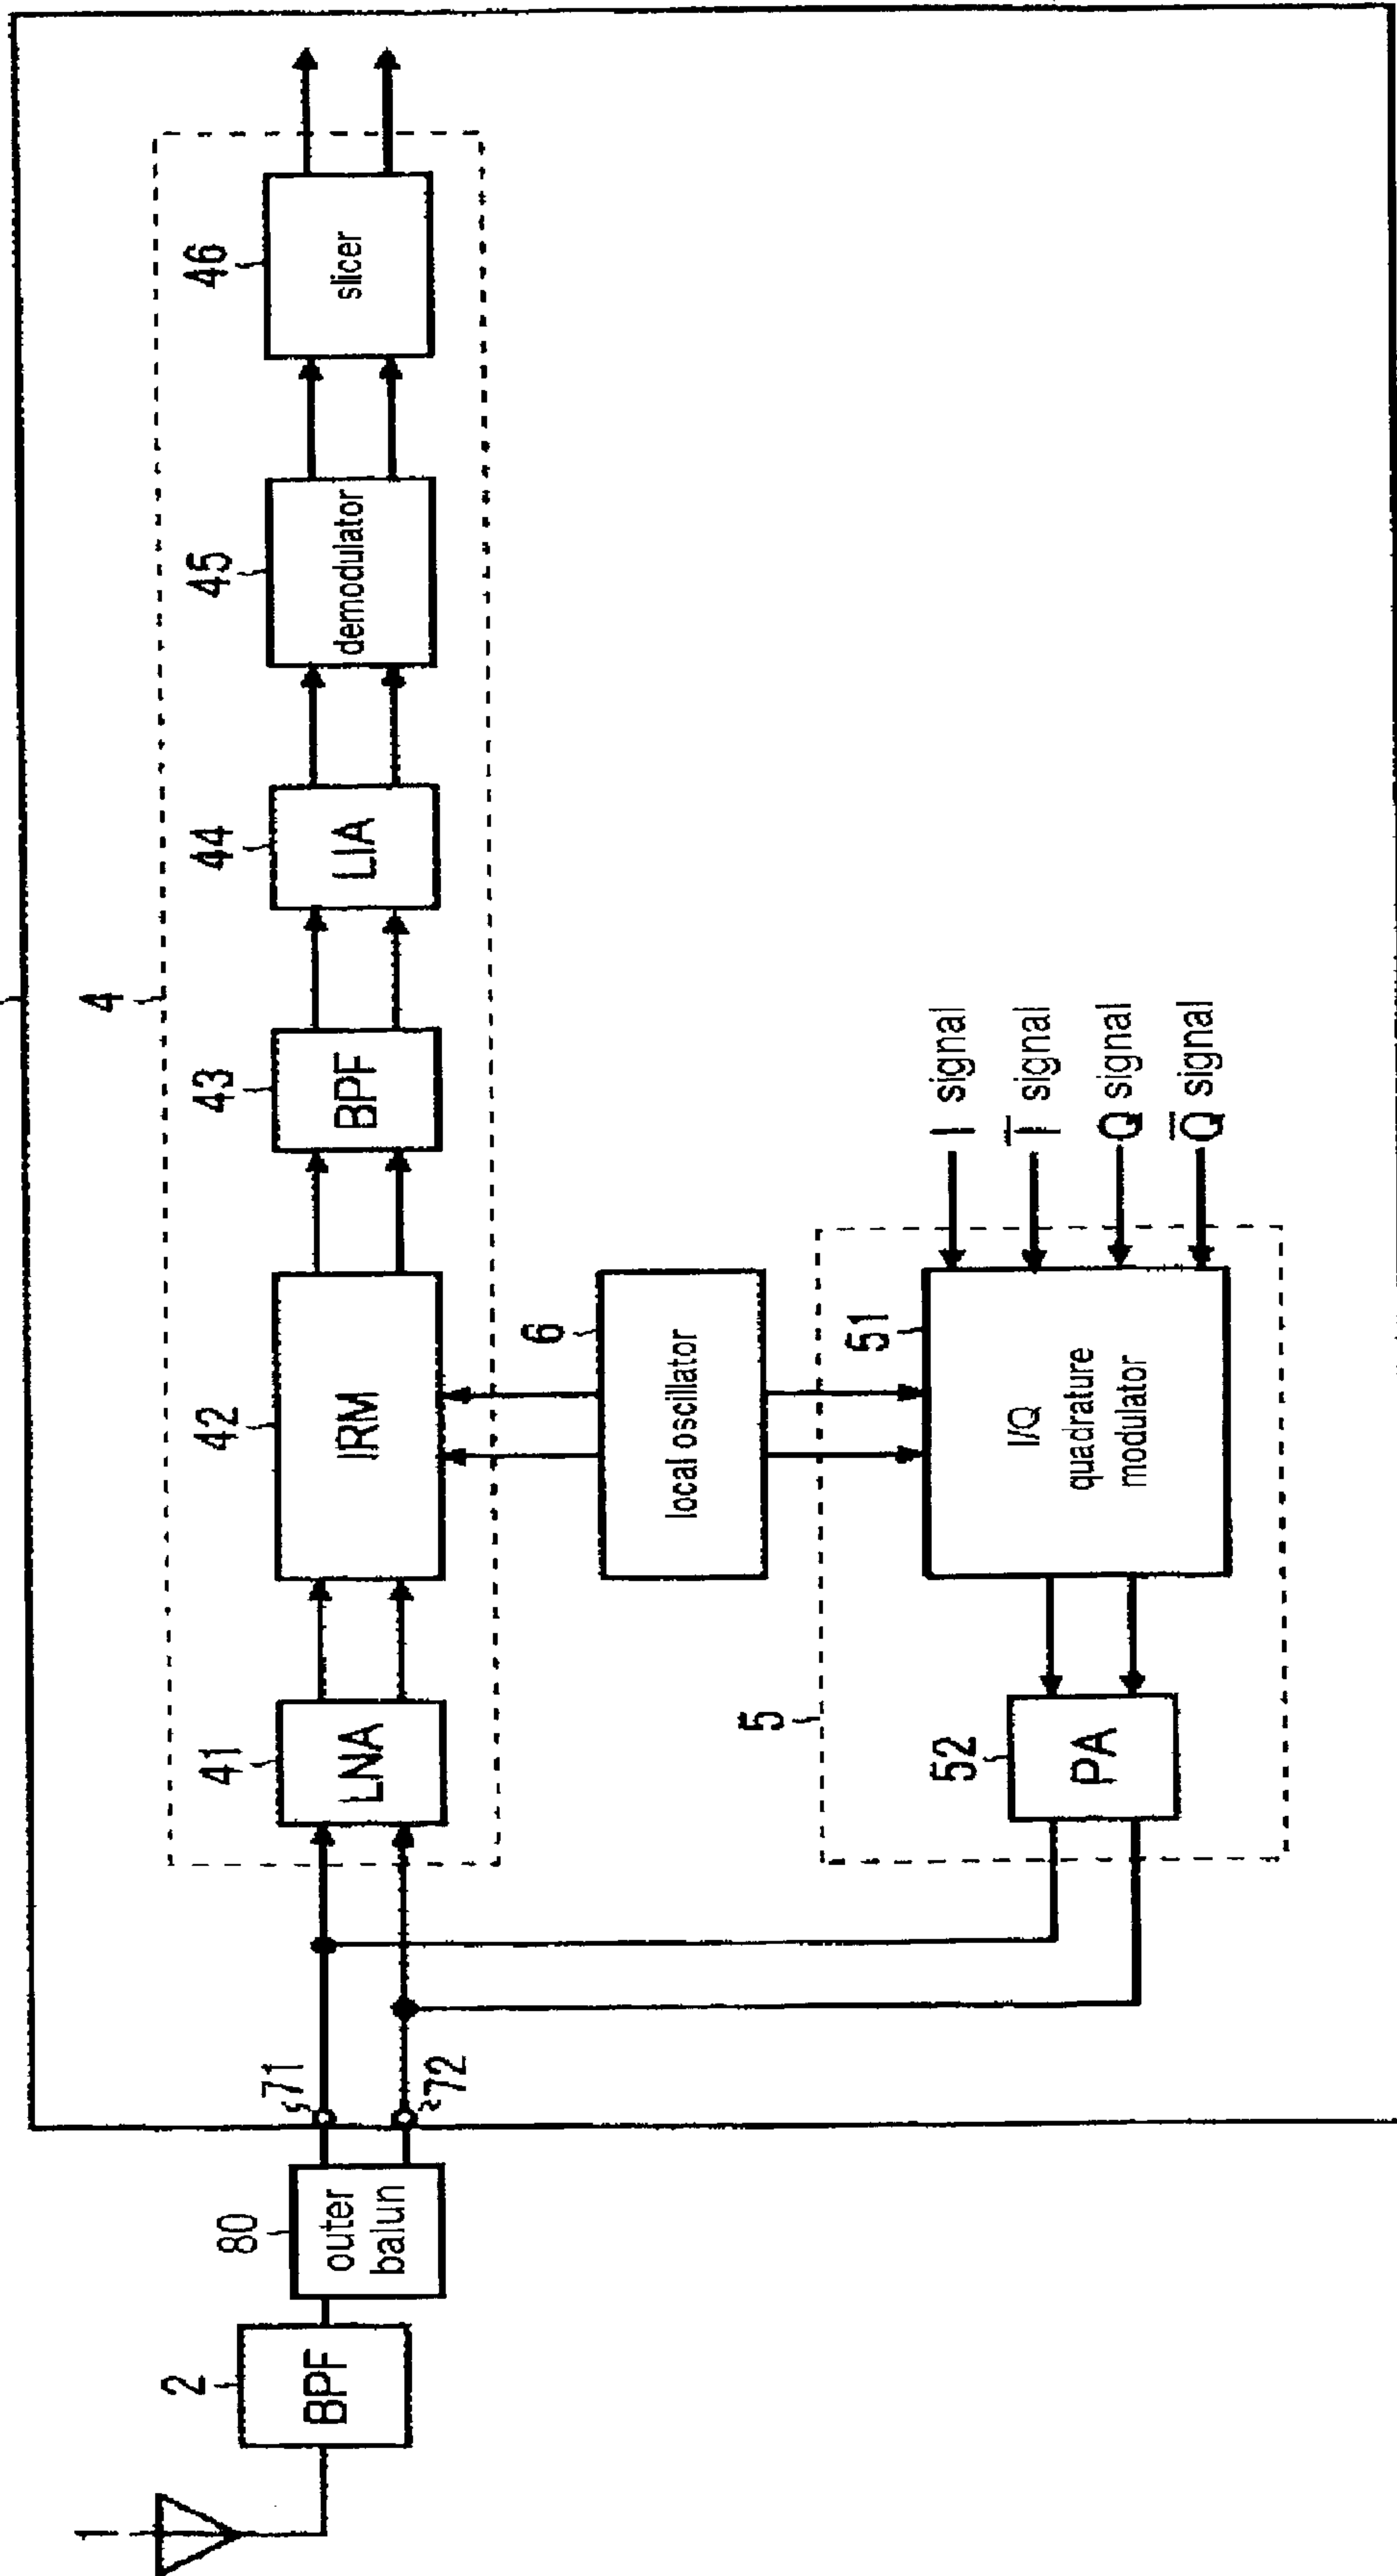 1
2
BPF
80
outer
balun
71
72
4
41
LNA
42
IRM
43
BPF
44
LIA
45
demodulator
46
slicer
6
local oscillator
5
52
PA
51
I/Q
quadrature
modulator
I signal
Ī signal
Q signal
Q̄ signal